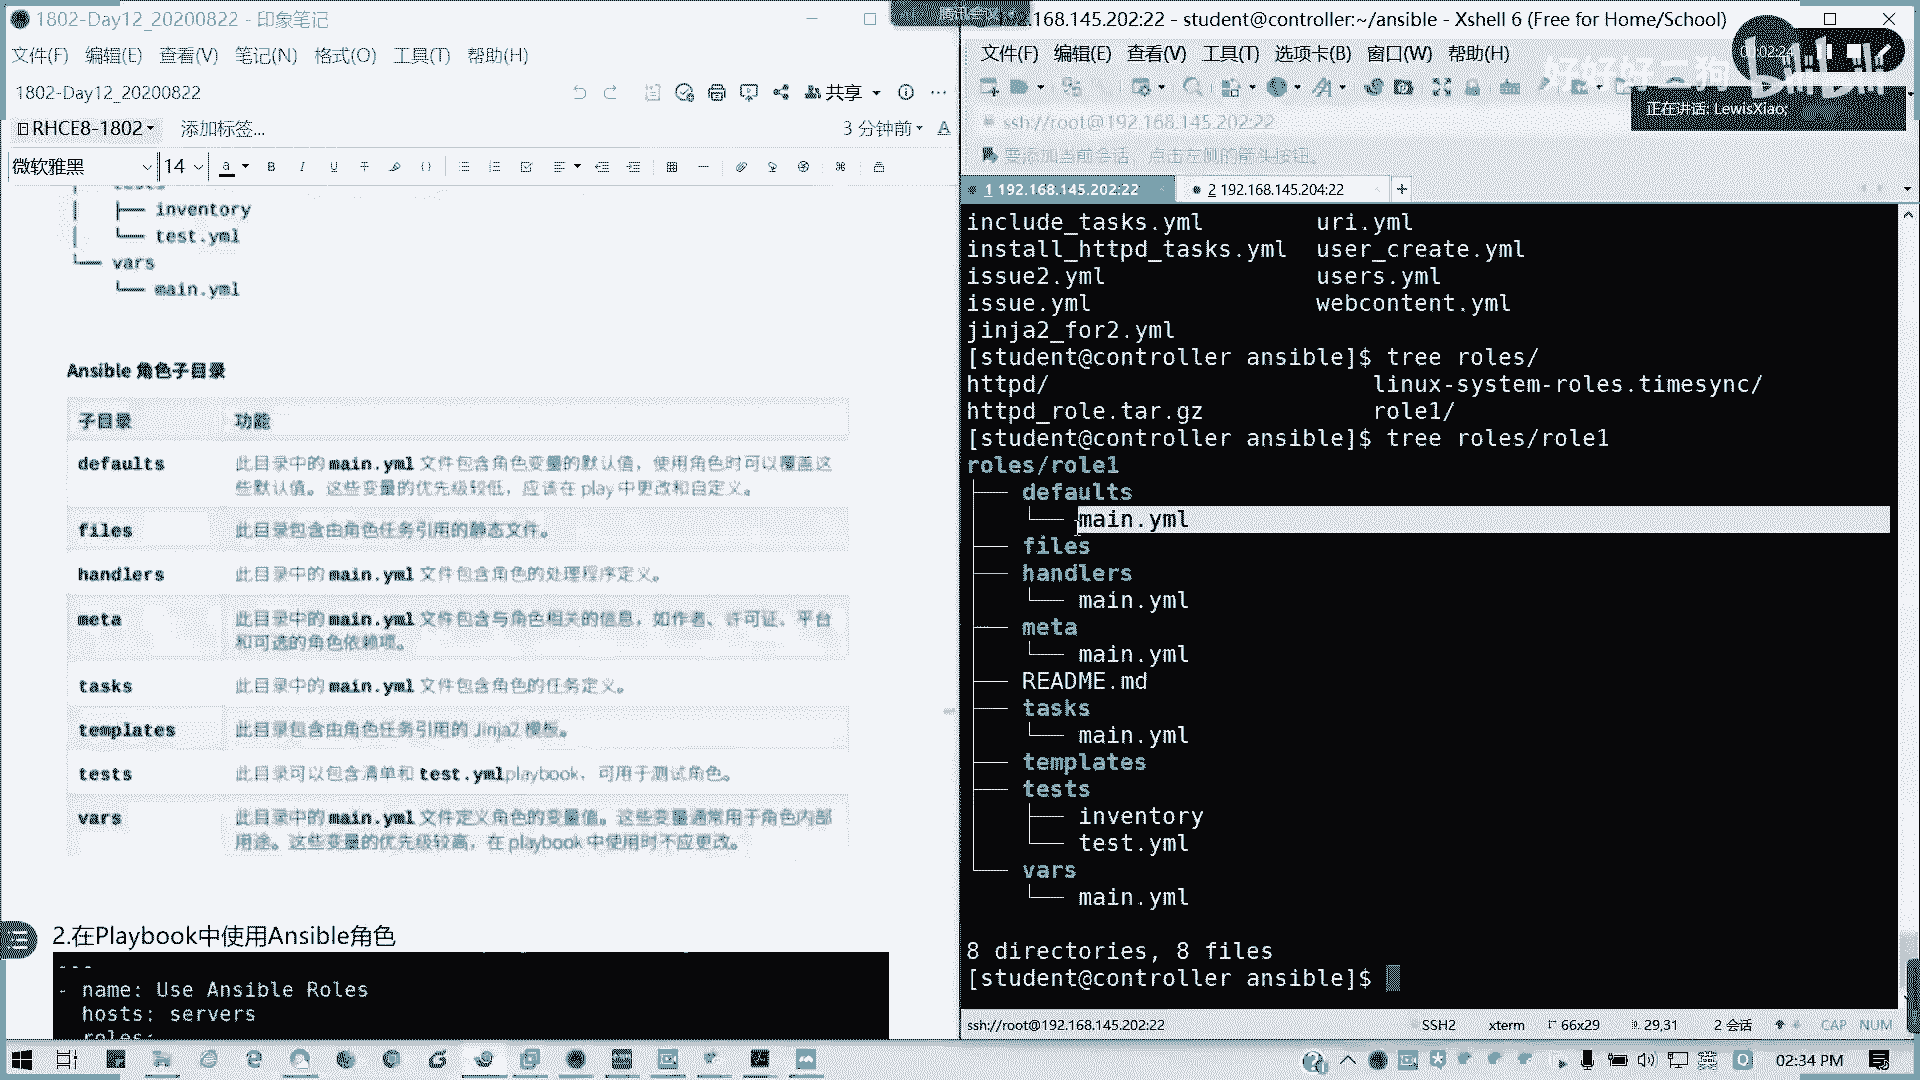 1802-Day12_20200822 - 印象笔记
文件(F) 编辑(E) 查看(V) 笔记(N) 格式(O) 工具(T) 帮助(H)
1802-Day12_20200822
共享
RHCE8-1802
添加标签...
3 分钟前
微软雅黑
14
inventory
test.yml
vars
main.yml
Ansible 角色子目录
子目录 功能
defaults 此目录中的 main.yml 文件包含角色变量的默认值，使用角色时可以覆盖这
些默认值。这些变量的优先级较低，应该在 play 中更改和自定义。
files 此目录包含由角色任务引用的静态文件。
handlers 此目录中的 main.yml 文件包含角色的处理程序定义。
meta 此目录中的 main.yml 文件包含与角色相关的信息，如作者、许可证、平台
和可选的角色依赖项。
tasks 此目录中的 main.yml 文件包含角色的任务定义。
templates 此目录包含由角色任务引用的 Jinja2 模板。
tests 此目录可以包含清单和 test.yml playbook，可用于测试角色。
vars 此目录中的 main.yml 文件定义角色的变量值。这些变量通常用于角色内部
用途。这些变量的优先级较高，在 playbook 中使用时不应更改。
2.在Playbook中使用Ansible角色
---
- name: Use Ansible Roles
hosts: servers
roles:
腾讯会议
.168.145.202:22 - student@controller:~/ansible - Xshell 6 (Free for Home/School)
文件(F) 编辑(E) 查看(V) 工具(T) 选项卡(B) 窗口(W) 帮助(H)
02:24
好好好二狗
bilibili
正在讲话: LewisXiao;
ssh://root@192.168.145.202:22
要添加当前会话，点击左侧的箭头按钮。
1 192.168.145.202:22
2 192.168.145.204:22
include_tasks.yml uri.yml
install_httpd_tasks.yml user_create.yml
issue2.yml users.yml
issue.yml webcontent.yml
jinja2_for2.yml
[student@controller ansible]$ tree roles/
httpd/ linux-system-roles.timesync/
httpd_role.tar.gz role1/
[student@controller ansible]$ tree roles/role1
roles/role1
├── defaults
│   └── main.yml
├── files
├── handlers
│   └── main.yml
├── meta
│   └── main.yml
├── README.md
├── tasks
│   └── main.yml
├── templates
├── tests
│   ├── inventory
│   └── test.yml
└── vars
    └── main.yml
8 directories, 8 files
[student@controller ansible]$
ssh://root@192.168.145.202:22 SSH2 xterm 66x29 29,31 2 会话 CAP NUM
02:34 PM